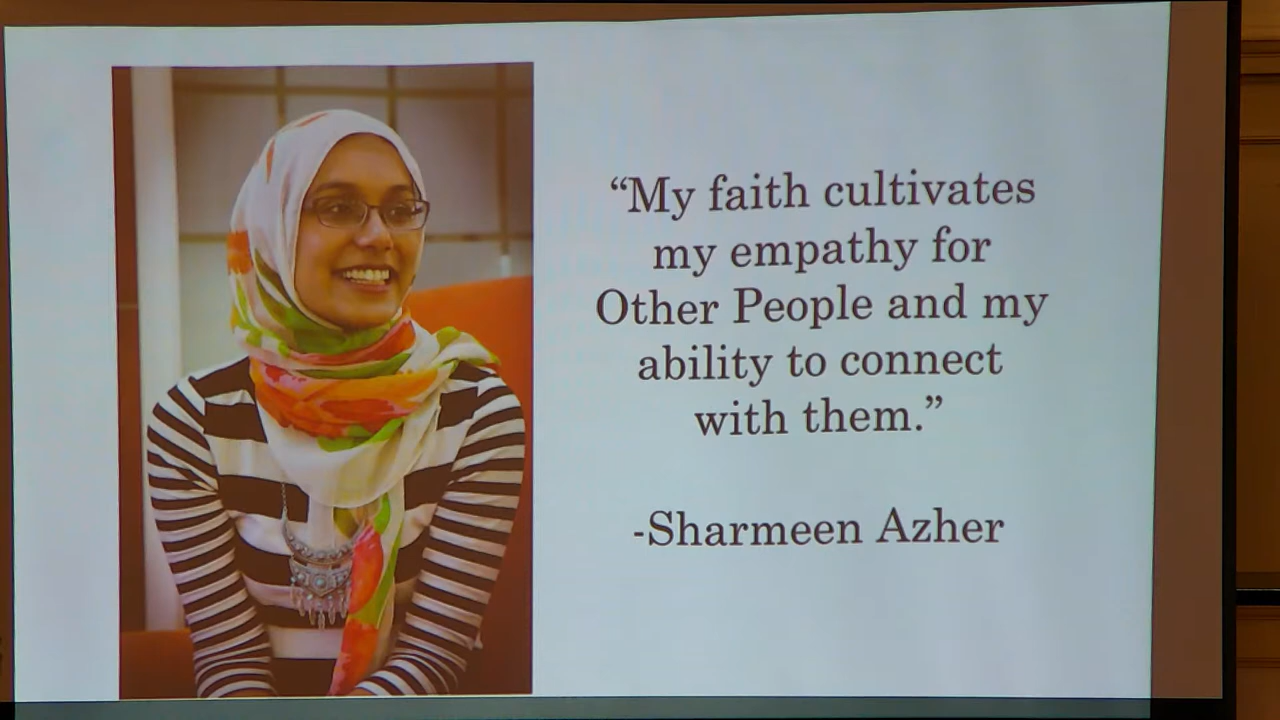 “My faith cultivates
my empathy for
Other People and my
ability to connect
with them.”
-Sharmeen Azher